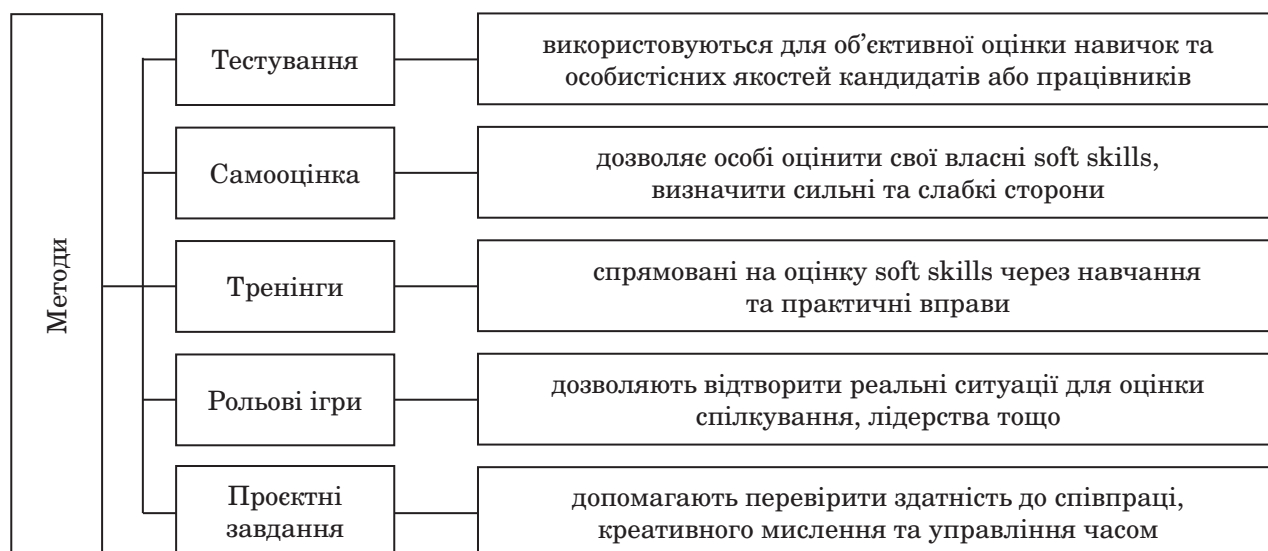 Методи
Тестування
використовуються для об’єктивної оцінки навичок та
особистісних якостей кандидатів або працівників
Самооцінка
дозволяє особі оцінити свої власні soft skills,
визначити сильні та слабкі сторони
Тренінги
спрямовані на оцінку soft skills через навчання
та практичні вправи
Рольові ігри
дозволяють відтворити реальні ситуації для оцінки
спілкування, лідерства тощо
Проєктні
завдання
допомагають перевірити здатність до співпраці,
креативного мислення та управління часом